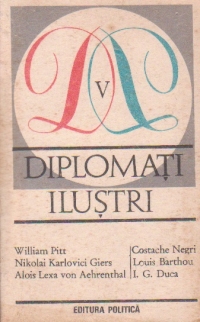 V
DIPLOMAȚI
ILUȘTRI
William Pitt
Nikolai Karlovici Giers
Alois Lexa von Aehrenthal
Costache Negri
Louis Barthou
I. G. Duca
EDITURA POLITICĂ